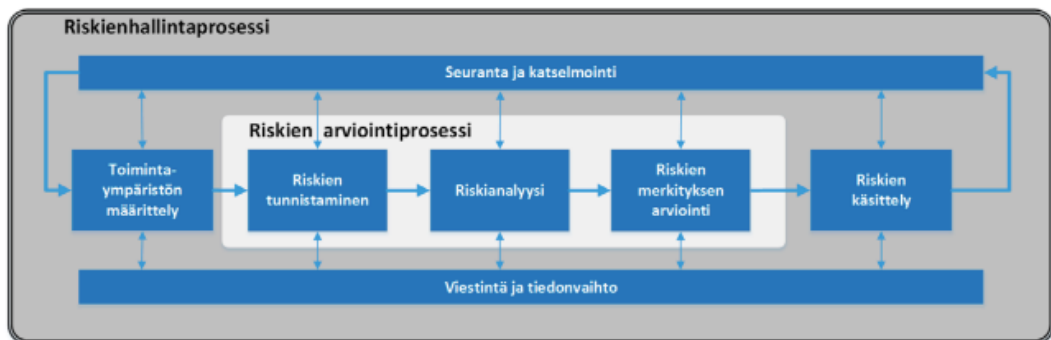 Riskienhallintaprosessi
Seuranta ja katselmointi
Riskien arviointiprosessi
Toiminta-
ympäristön
määrittely
Riskien
tunnistaminen
Riskianalyysi
Riskien
merkityksen
arviointi
Riskien
käsittely
Viestintä ja tiedonvaihto